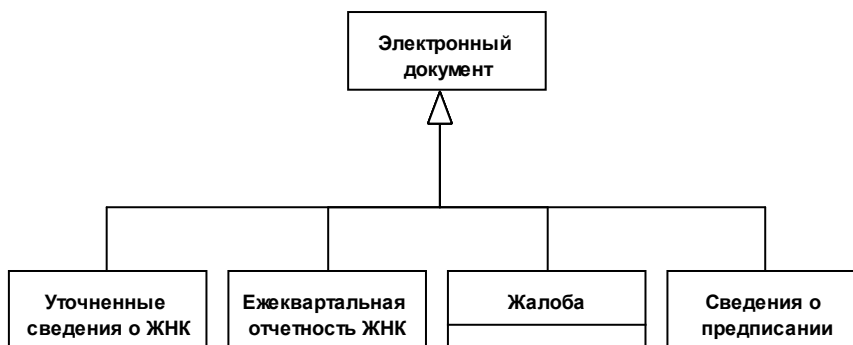 Электронный
документ
Уточненные
сведения о ЖНК
Ежеквартальная
отчетность ЖНК
Жалоба
Сведения о
предписании